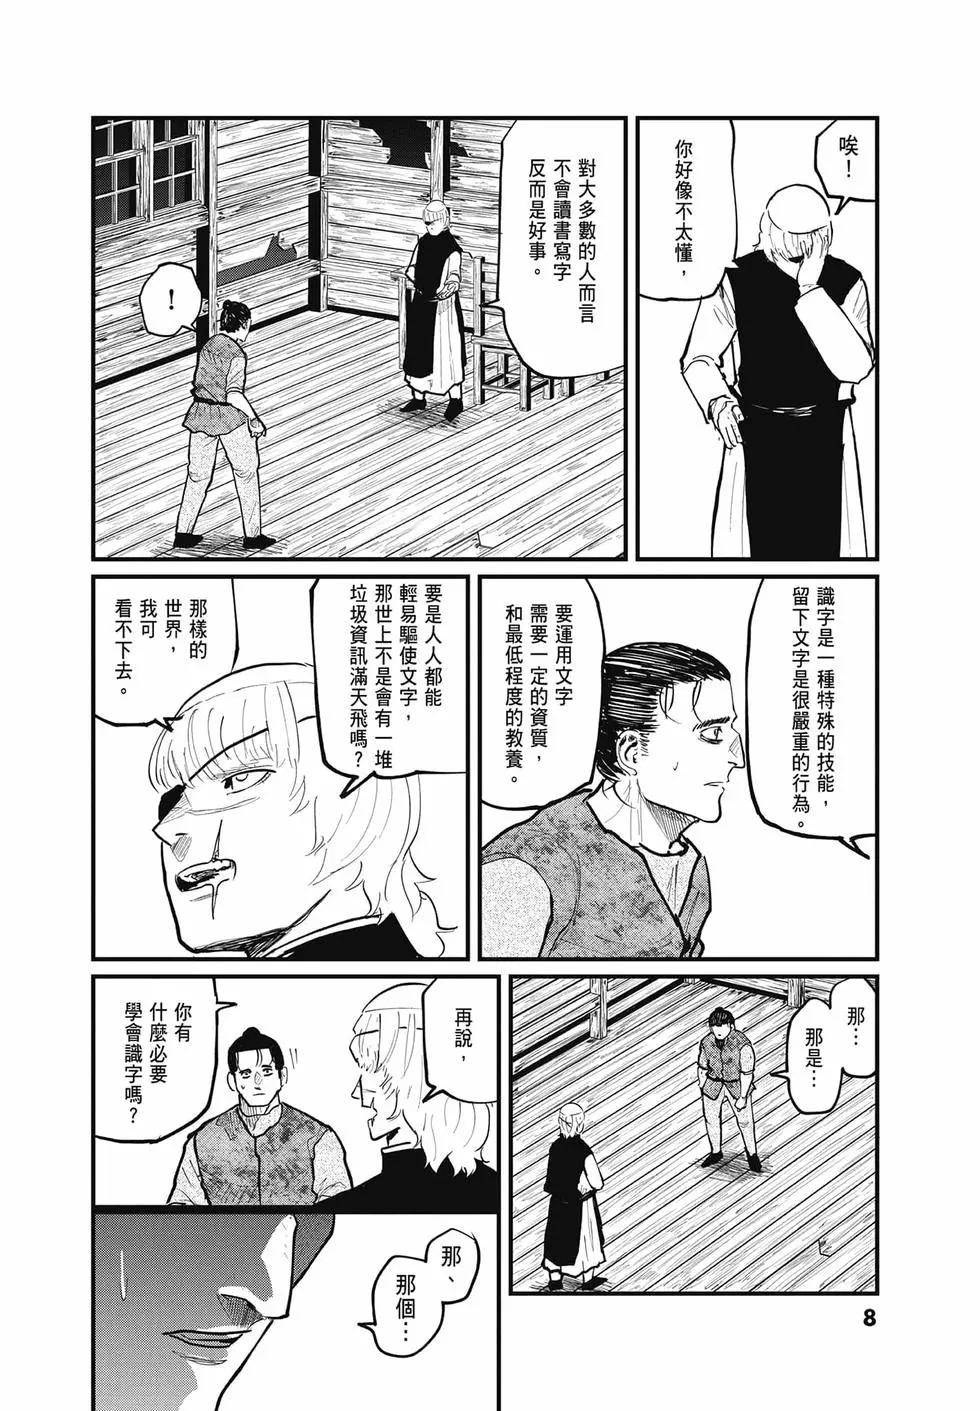 唉！
你好像不太懂，
對大多數的人而言
不會讀書寫字
反而是好事。
！
識字是一種特殊的技能，
留下文字是很嚴重的行為。
要運用文字
需要一定的資質，
和最低程度的教養。
要是人人都能
輕易驅使文字，
那世上不是會有一堆
垃圾資訊滿天飛嗎？
那樣的
世界，
我可
看不下去。
那…
那是…
再說，
你有
什麼必要
學會識字嗎？
那、
那個…
8